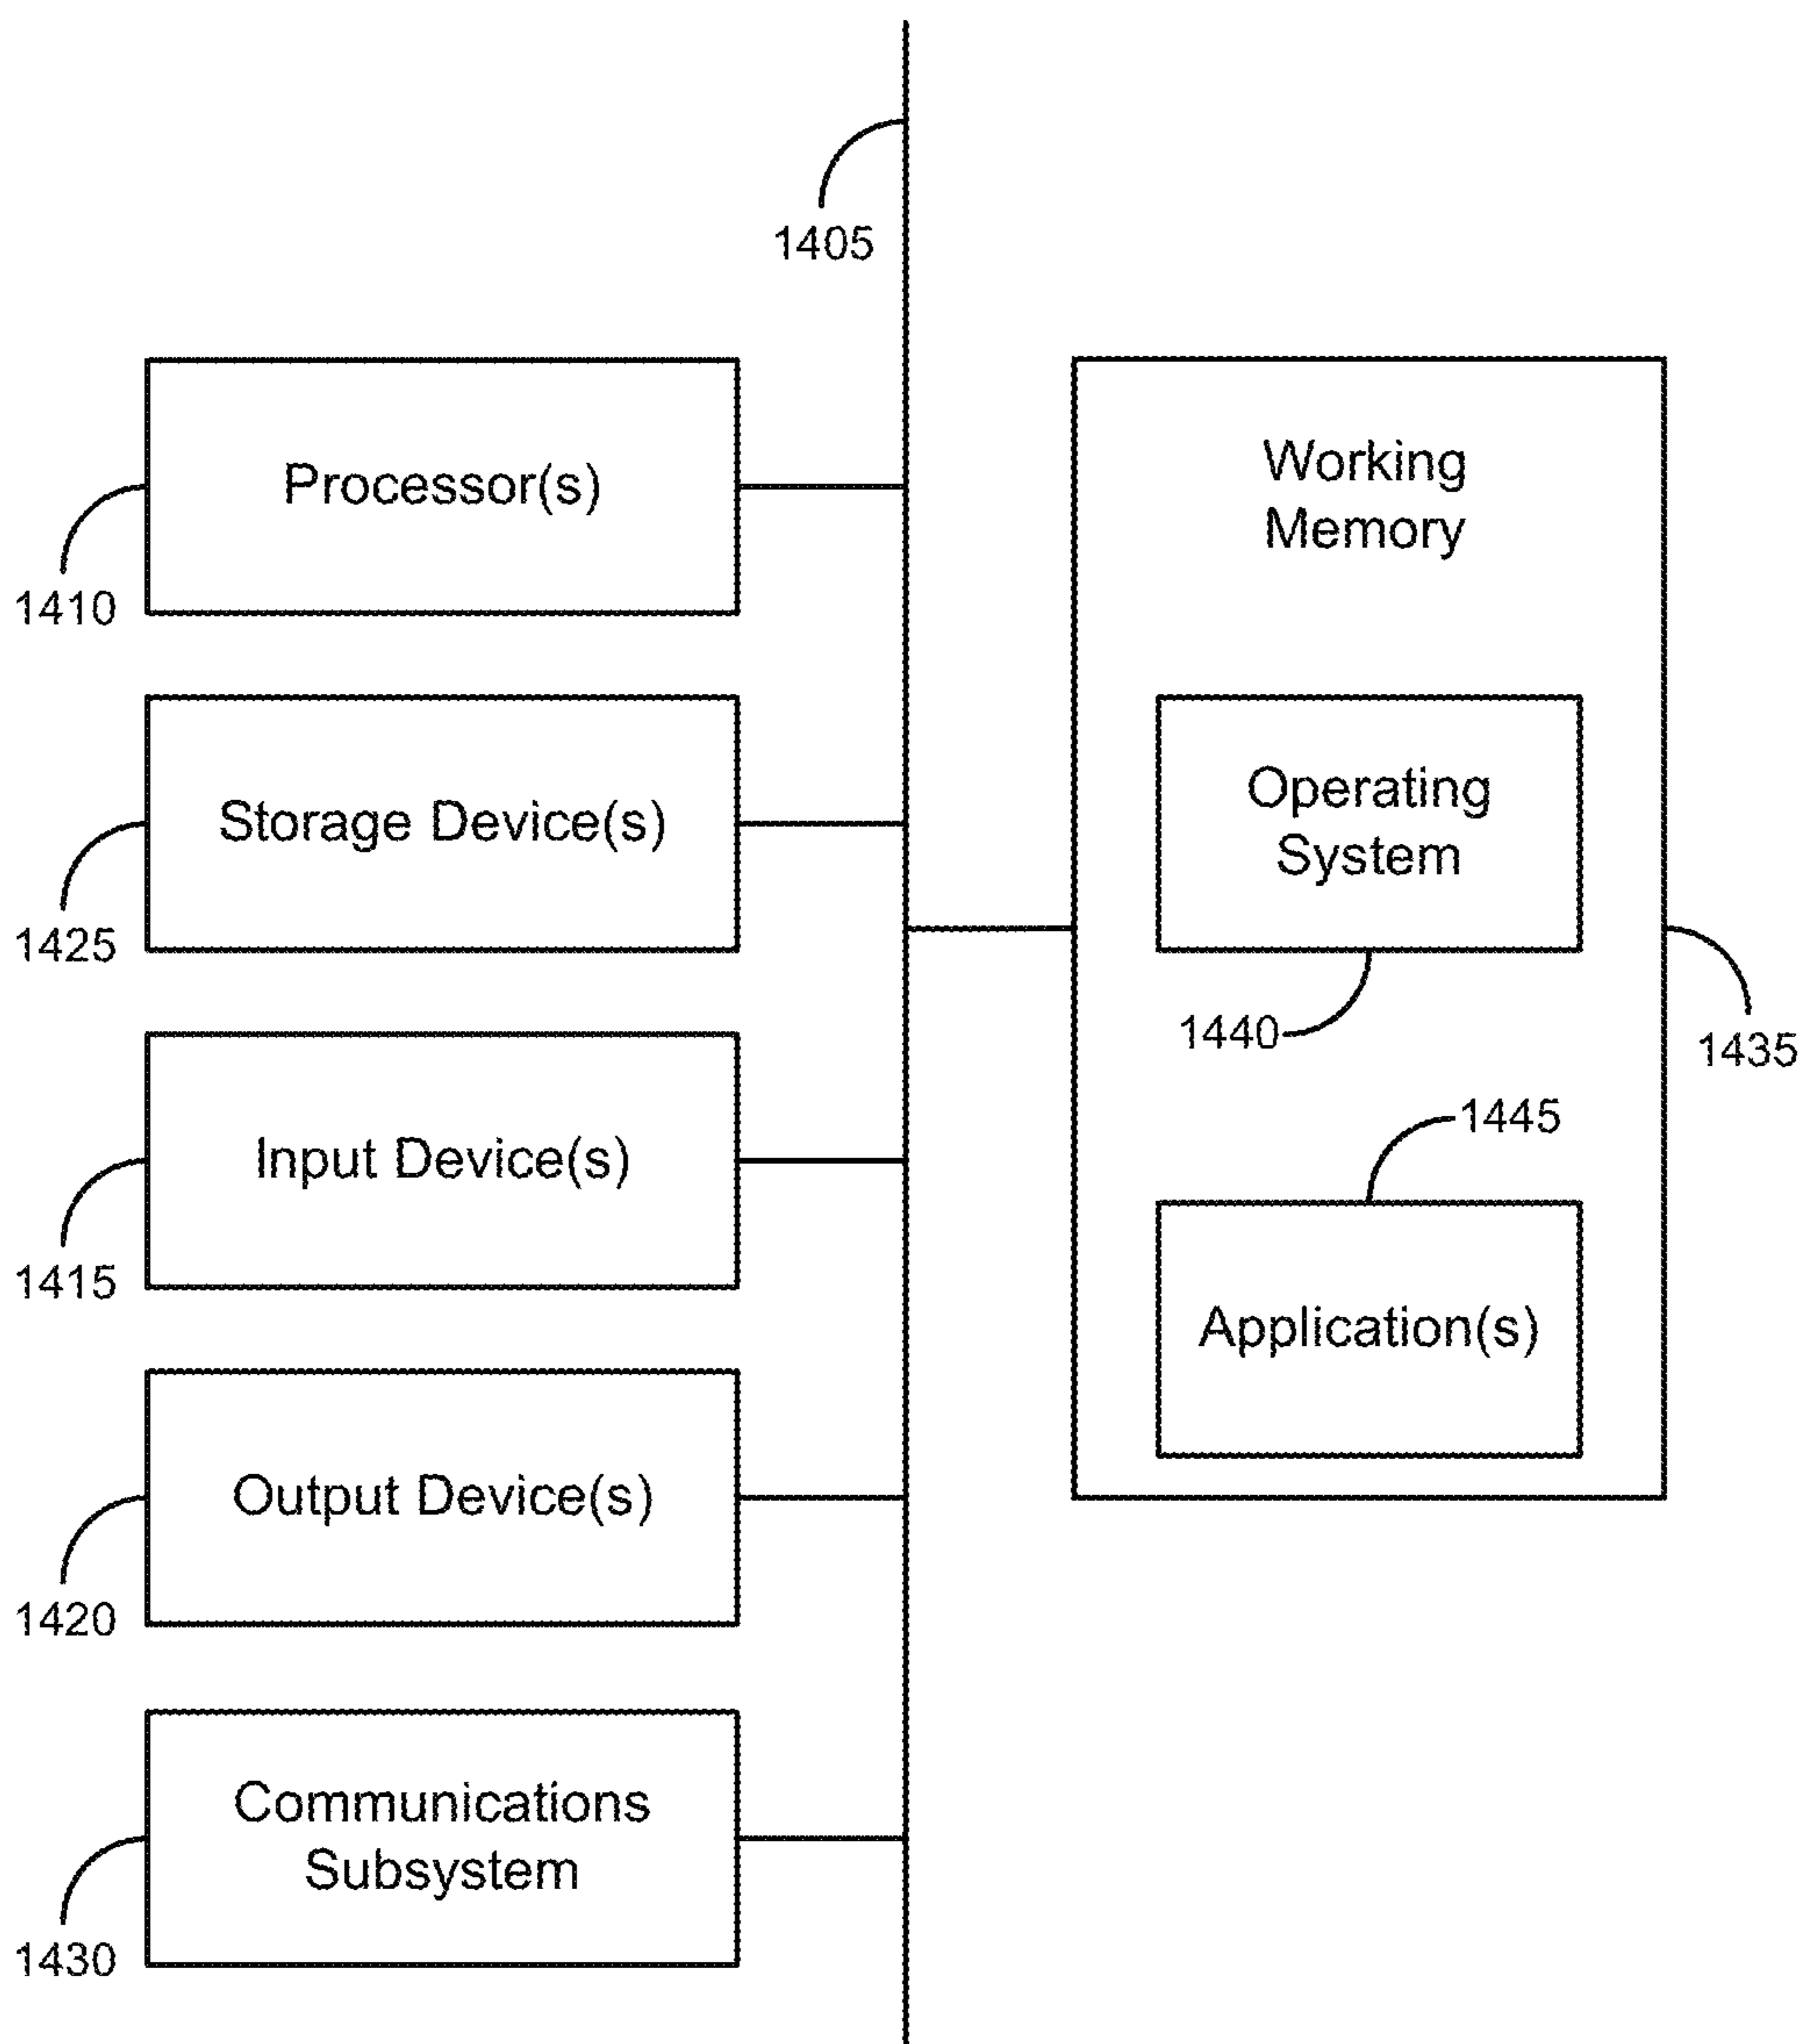 1405
Processor(s)
1410
Storage Device(s)
1425
Input Device(s)
1415
Output Device(s)
1420
Communications
Subsystem
1430
Working
Memory
Operating
System
1440
1435
1445
Application(s)